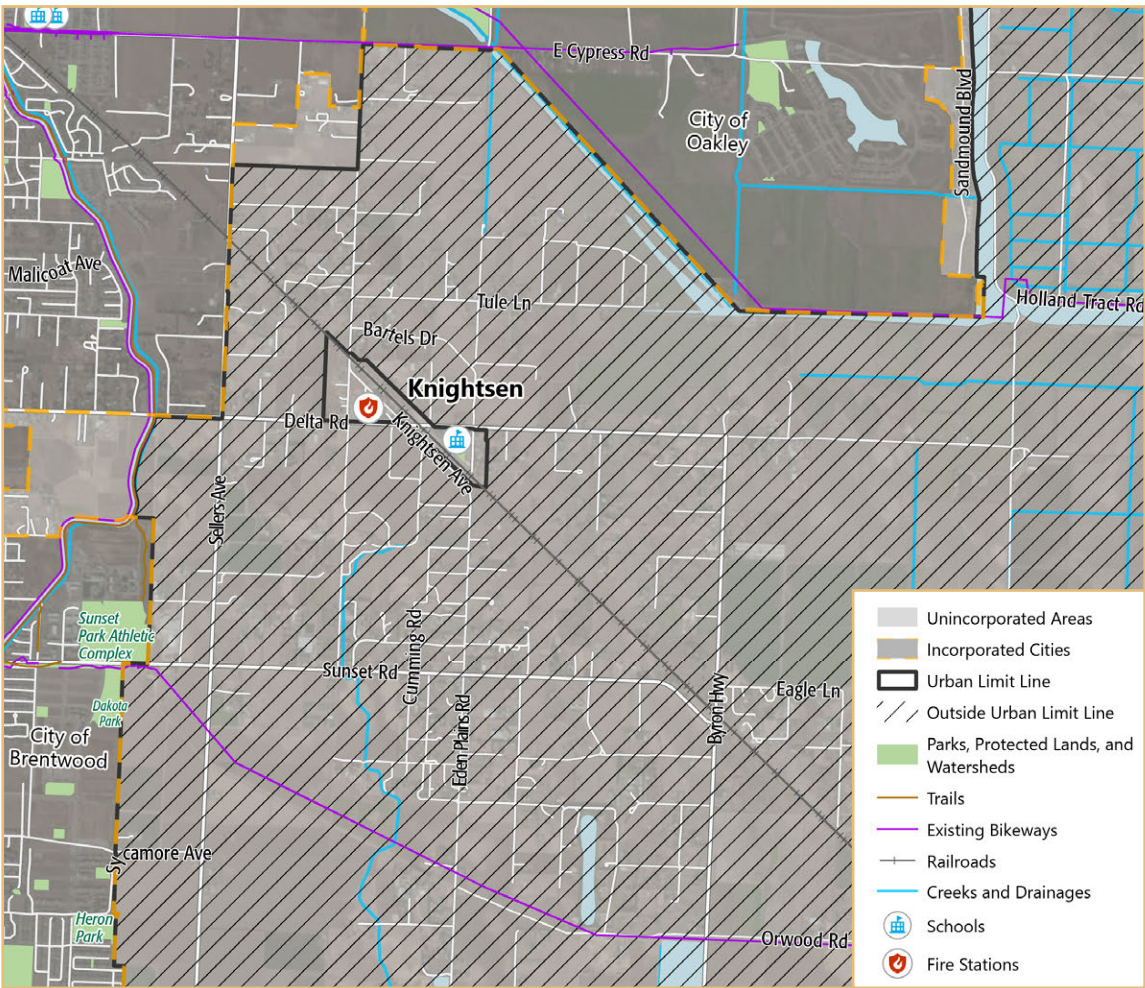 E Cypress Rd
City of
Oakley
Sandmound Blvd
Malicoat Ave
Holland Tract Rd
Tule Ln
Bartels Dr
Knightsen
Delta Rd
Knightsen Ave
Sellers Ave
Sunset
Park Athletic
Complex
Sunset Rd
Cumming Rd
Eden Plains Rd
Byron Hwy
Eagle Ln
Dakota
Park
City of
Brentwood
Sycamore Ave
Heron
Park
Orwood Rd
Unincorporated Areas
Incorporated Cities
Urban Limit Line
Outside Urban Limit Line
Parks, Protected Lands, and
Watersheds
Trails
Existing Bikeways
Railroads
Creeks and Drainages
Schools
Fire Stations